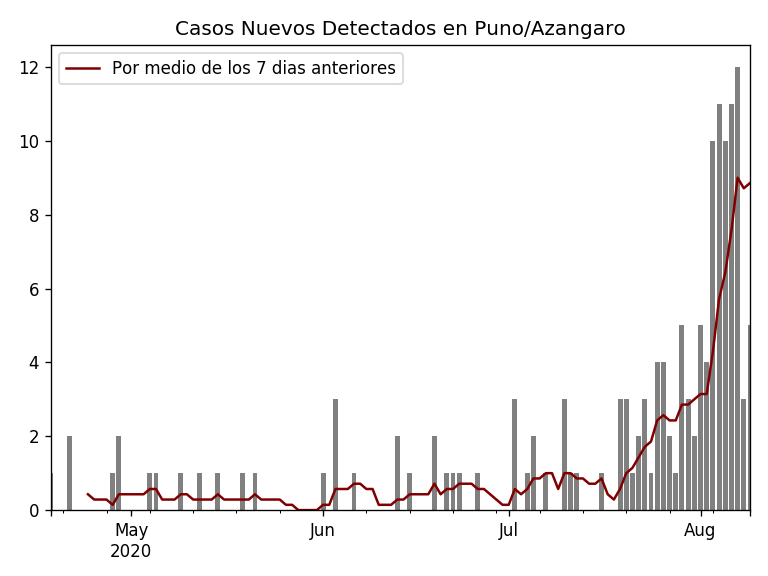 Casos Nuevos Detectados en Puno/Azangaro
Por medio de los 7 dias anteriores
12
10
8
6
4
2
0
May
2020
Jun
Jul
Aug